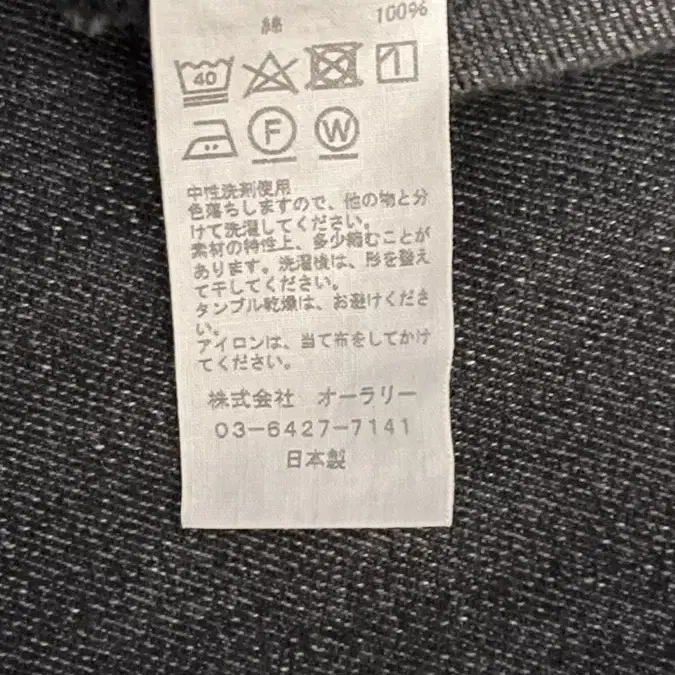 綿 100%
40
F W
中性洗剤使用
色落ちしますので、他の物と分
けて洗濯してください。
素材の特性上、多少縮むことが
あります。洗濯後は、形を整え
て干してください。
タンブル乾燥は、お避けくださ
い。
アイロンは、当て布をしてかけ
てください。
株式会社 オーラリー
03-6427-7141
日本製